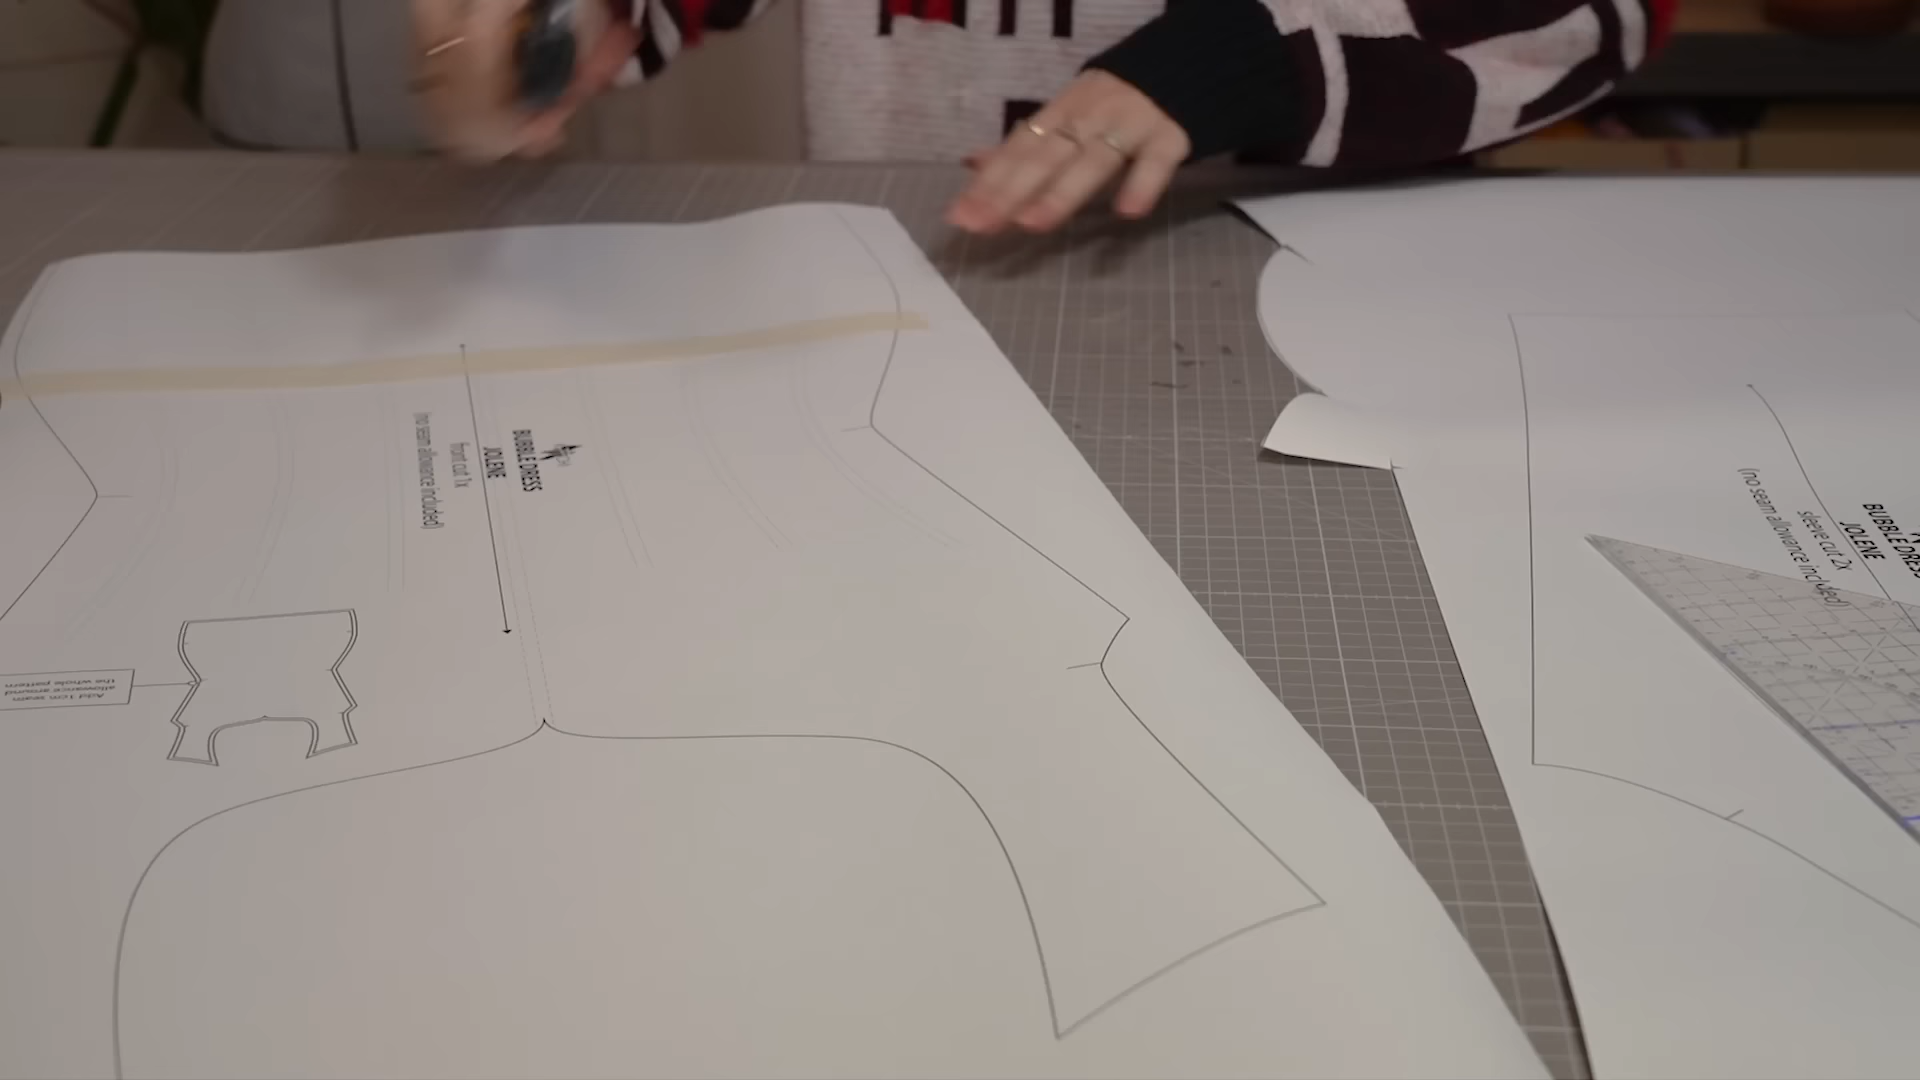 BUBBLE DRESS
JOLENE
front cut 1x
(no seam allowance included)
Add 1cm seam
allowance around
the whole pattern
BUBBLE DRESS
JOLENE
sleeve cut 2x
(no seam allowance included)